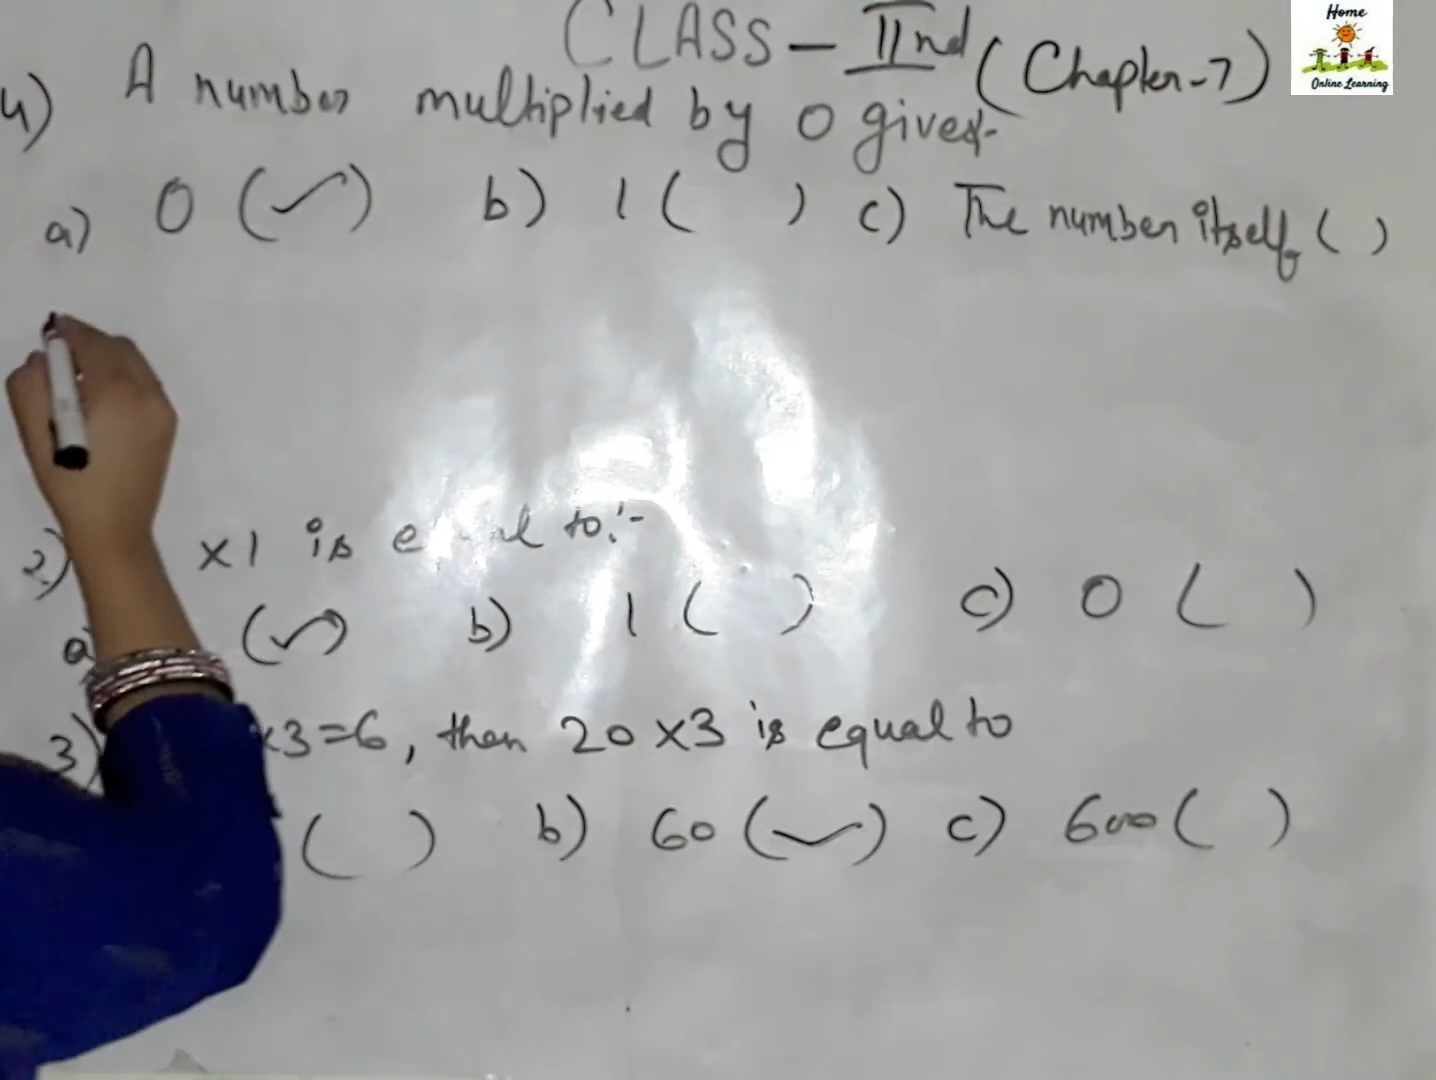 CLASS - IInd (Chapter-7)
4) A number multiplied by 0 gives:-
a) 0 (✓) b) 1 ( ) c) The number itself ( )
2) x1 is equal to:-
a) (✓) b) 1 ( ) c) 0 ( )
3) x3=6, then 20x3 is equal to
( ) b) 60 (✓) c) 600 ( )
Home
Online Learning